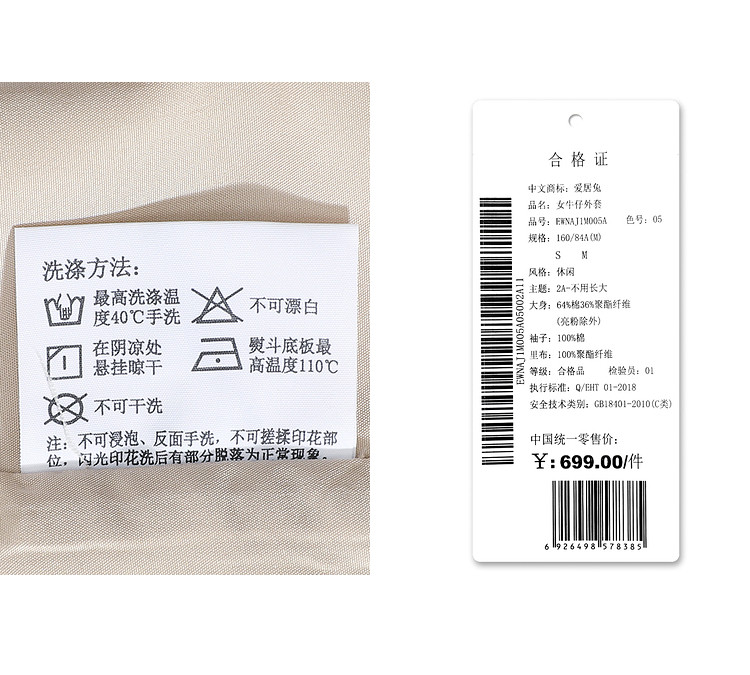 洗涤方法：
最高洗涤温
度40℃手洗
不可漂白
在阴凉处
悬挂晾干
熨斗底板最
高温度110℃
不可干洗
注：不可浸泡、反面手洗，不可搓揉印花部
位，闪光印花洗后有部分脱落为正常现象。
合格证
中文商标：爱居兔
品名：女牛仔外套
品号：EWNAJ1M005A 色号：05
规格：160/84A(M)
S M
风格：休闲
主题：2A-不用长大
大身：64%棉36%聚酯纤维
(亮粉除外)
袖子：100%棉
里布：100%聚酯纤维
等级：合格品 检验员：01
执行标准：Q/EHT 01-2018
安全技术类别：GB18401-2010(C类)
EWNAJ1M005A05002A11
中国统一零售价：
￥：699.00/件
6 926498 578385